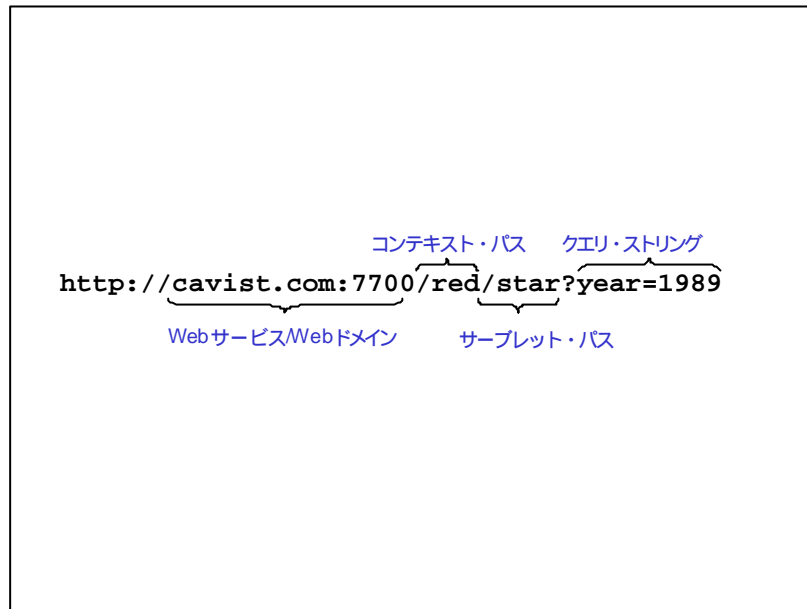 コンテキスト・パス クエリ・ストリング
http://cavist.com:7700/red/star?year=1989
Webサービス/Webドメイン サーブレット・パス